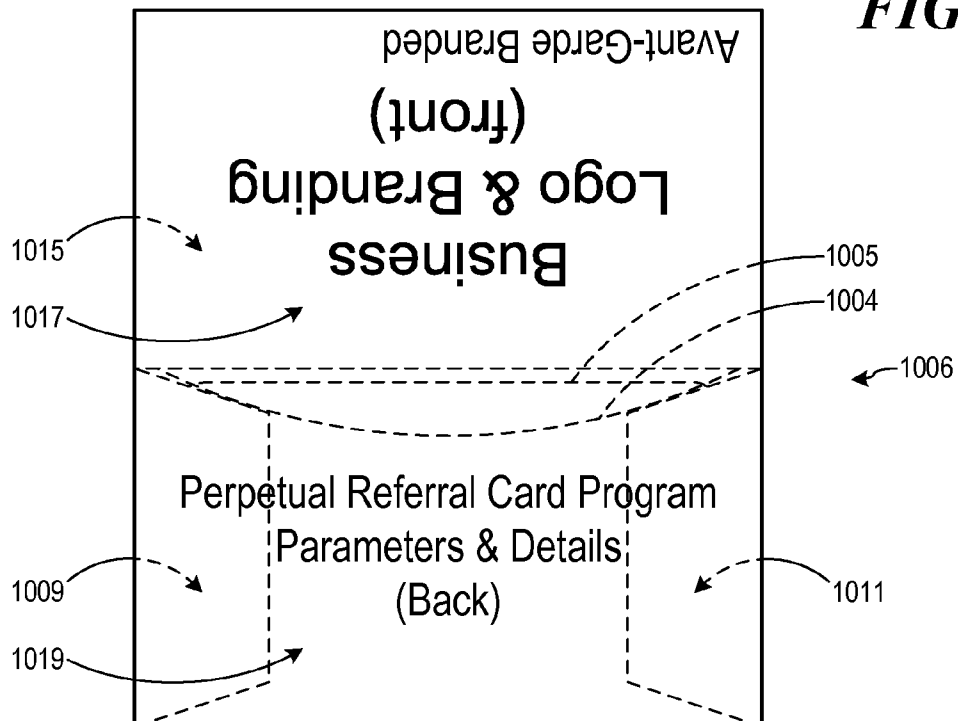 FIG
Avant-Garde Branded
(front)
Logo & Branding
Business
1015
1017
1005
1004
1006
Perpetual Referral Card Program
Parameters & Details
(Back)
1009
1011
1019